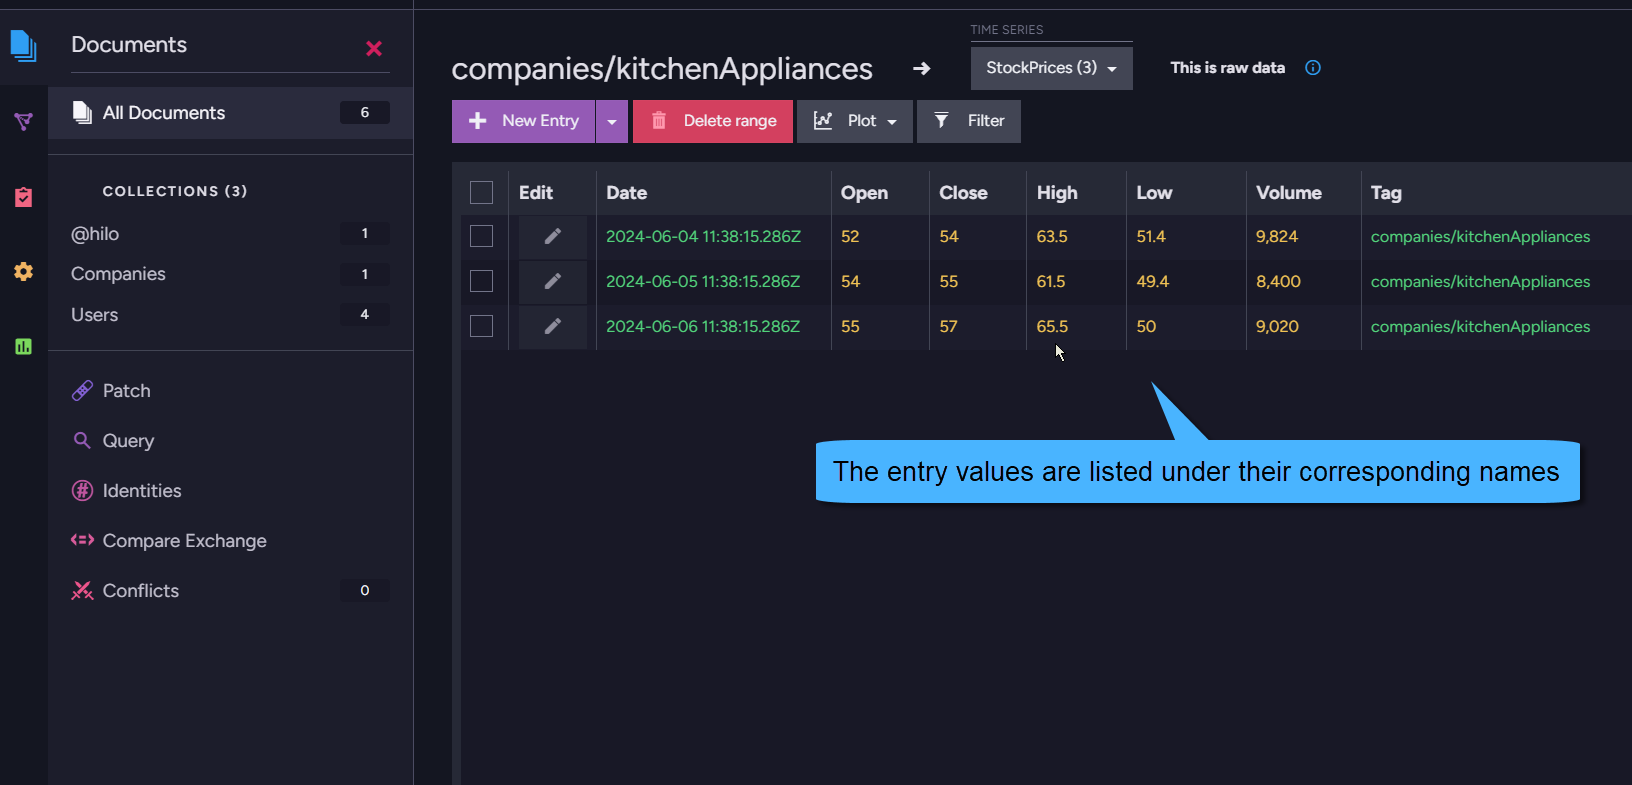 Documents
All Documents 6
COLLECTIONS (3)
@hilo 1
Companies 1
Users 4
Patch
Query
Identities
Compare Exchange
Conflicts 0
TIME SERIES
companies/kitchenAppliances → StockPrices (3) This is raw data
New Entry Delete range Plot Filter
Edit Date Open Close High Low Volume Tag
2024-06-04 11:38:15.286Z 52 54 63.5 51.4 9,824 companies/kitchenAppliances
2024-06-05 11:38:15.286Z 54 55 61.5 49.4 8,400 companies/kitchenAppliances
2024-06-06 11:38:15.286Z 55 57 65.5 50 9,020 companies/kitchenAppliances
The entry values are listed under their corresponding names